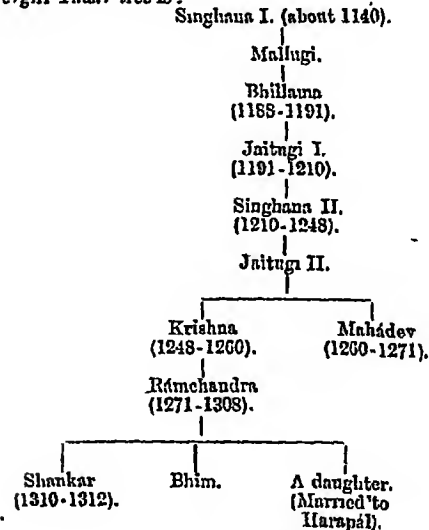 Singhana I. (about 1140).
Mallugi.
Bhillama
(1188-1191).
Jaitugi I.
(1191-1210).
Singhana II.
(1210-1248).
Jaitugi II.
Krishna
(1248-1260).
Mahádev
(1260-1271).
Rámchandra
(1271-1308).
Shankar
(1310-1312).
Bhim.
A daughter.
(Married to
Harapál).